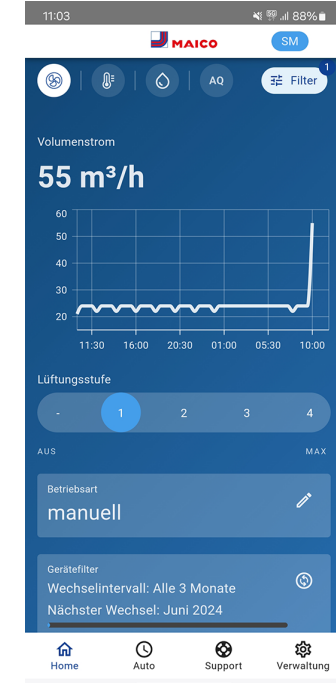 11:03
5G
88%
MAICO
SM
AQ
Filter
1
Volumenstrom
55 m³/h
60
50
40
30
20
11:30 16:00 20:30 01:00 05:30 10:00
Lüftungsstufe
- 1 2 3 4
AUS MAX
Betriebsart
manuell
Gerätefilter
Wechselintervall: Alle 3 Monate
Nächster Wechsel: Juni 2024
Home Auto Support Verwaltung